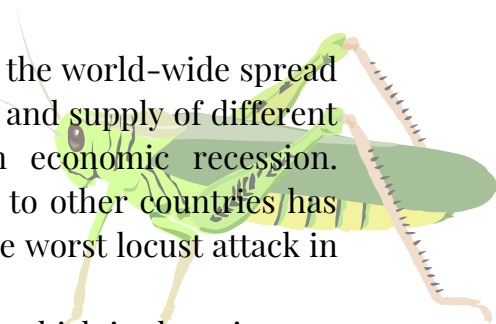 the world-wide spread
and supply of different
economic recession.
to other countries has
worst locust attack in